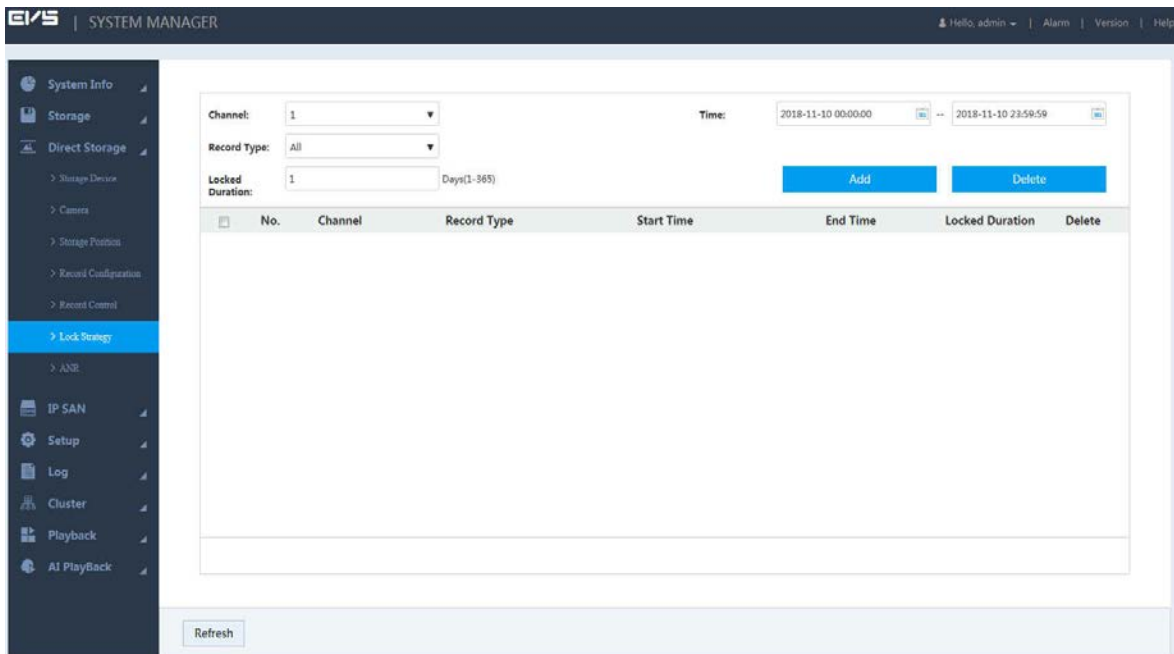 EVS | SYSTEM MANAGER
Hello, admin | Alarm | Version | Help
System Info
Storage
Direct Storage
> Storage Device
> Camera
> Storage Position
> Record Configuration
> Record Control
> Lock Strategy
> ANR
IP SAN
Setup
Log
Cluster
Playback
AI PlayBack
Channel: 1 Time: 2018-11-10 00:00:00 -- 2018-11-10 23:59:59
Record Type: All
Locked Duration: 1 Days(1-365) Add Delete
No. Channel Record Type Start Time End Time Locked Duration Delete
Refresh